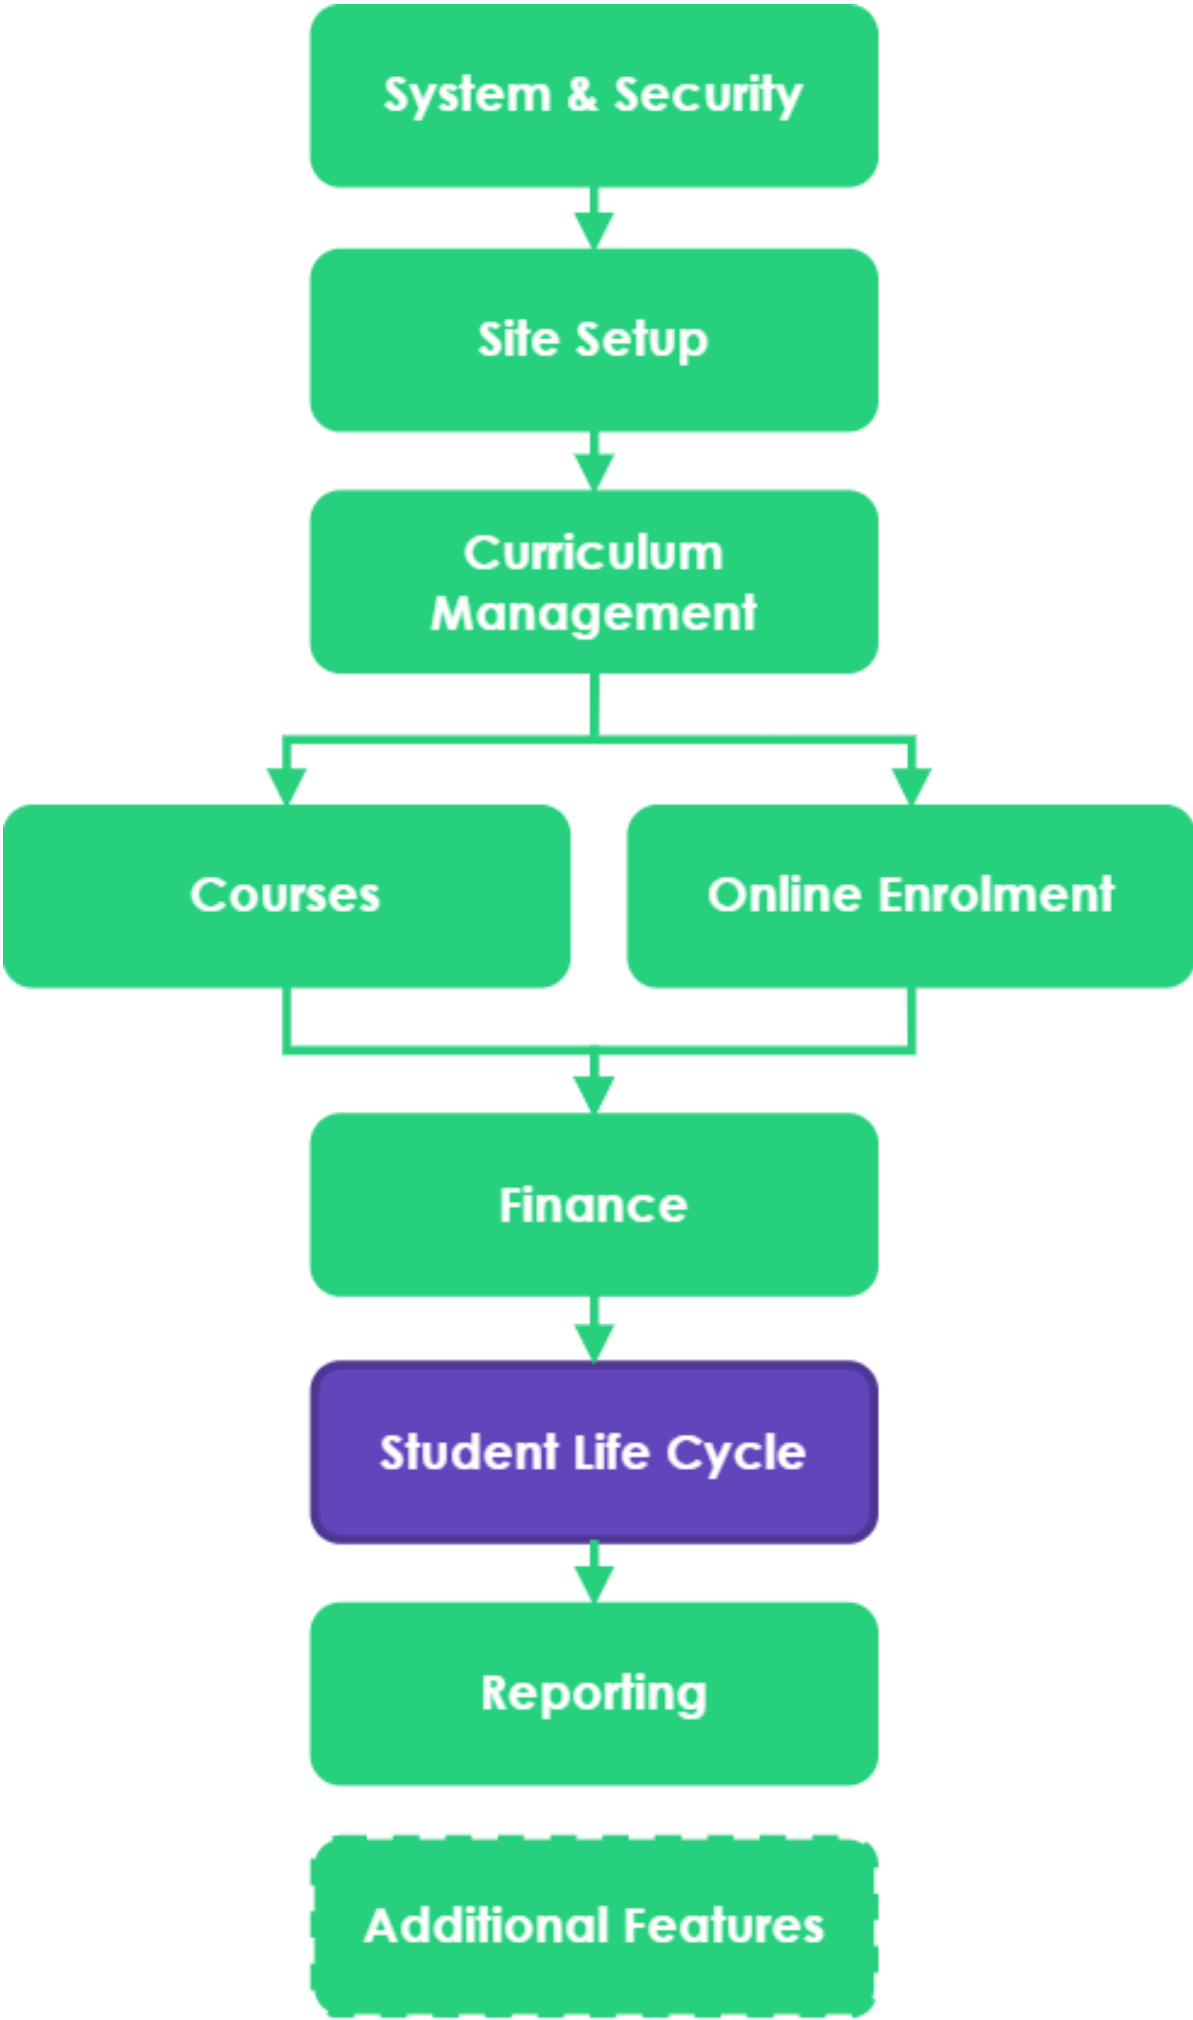 System & Security
Site Setup
Curriculum
Management
Courses
Online Enrolment
Finance
Student Life Cycle
Reporting
Additional Features